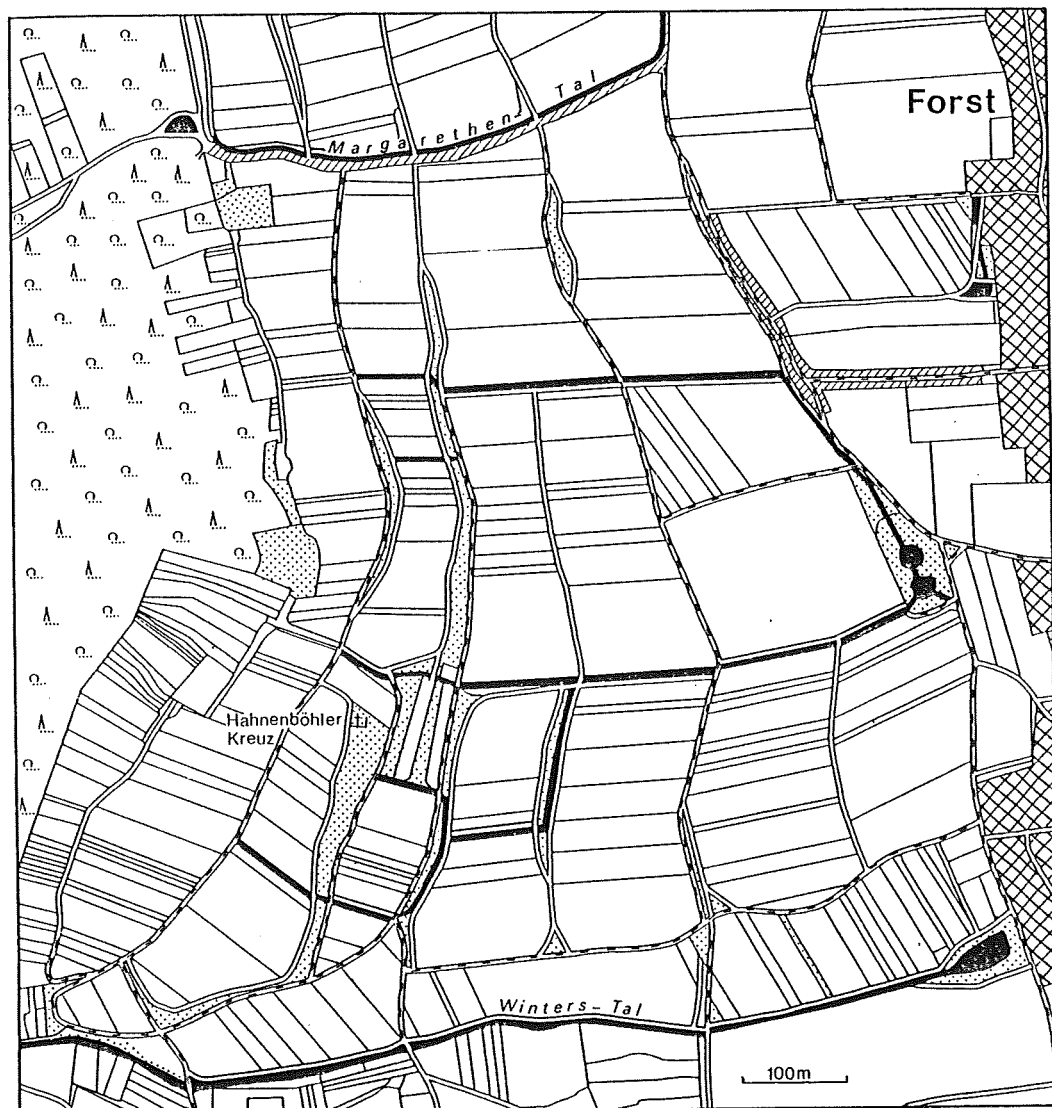 Forst
Margarethen Tal
Hahnenböhler
Kreuz
Winters-Tal
100m